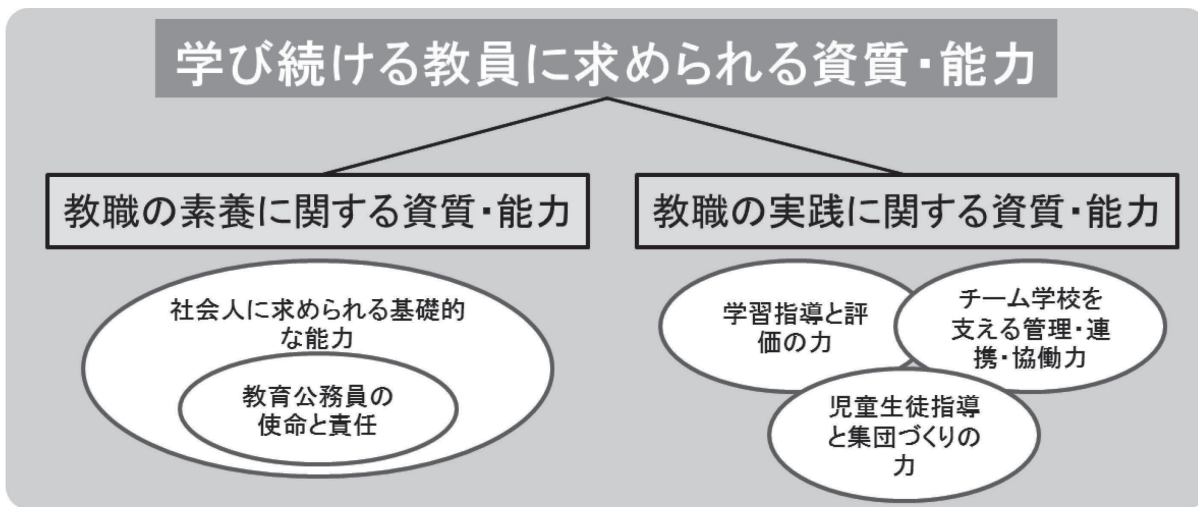 学び続ける教員に求められる資質・能力
教職の素養に関する資質・能力
教職の実践に関する資質・能力
社会人に求められる基礎的
な能力
教育公務員の
使命と責任
学習指導と評
価の力
チーム学校を
支える管理・連
携・協働力
児童生徒指導
と集団づくりの
力